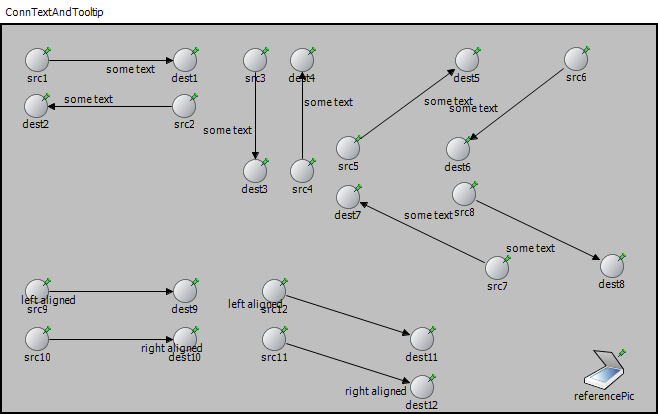 ConnTextAndTooltip
src1
some text
dest1
src3
dest4
dest5
src6
dest2
some text
src2
some text
some text
some text
some text
src5
dest6
dest3
src4
dest7
some text
src8
some text
src7
dest8
left aligned
src9
dest9
left aligned
src12
src10
right aligned
dest10
src11
dest11
right aligned
dest12
referencePic